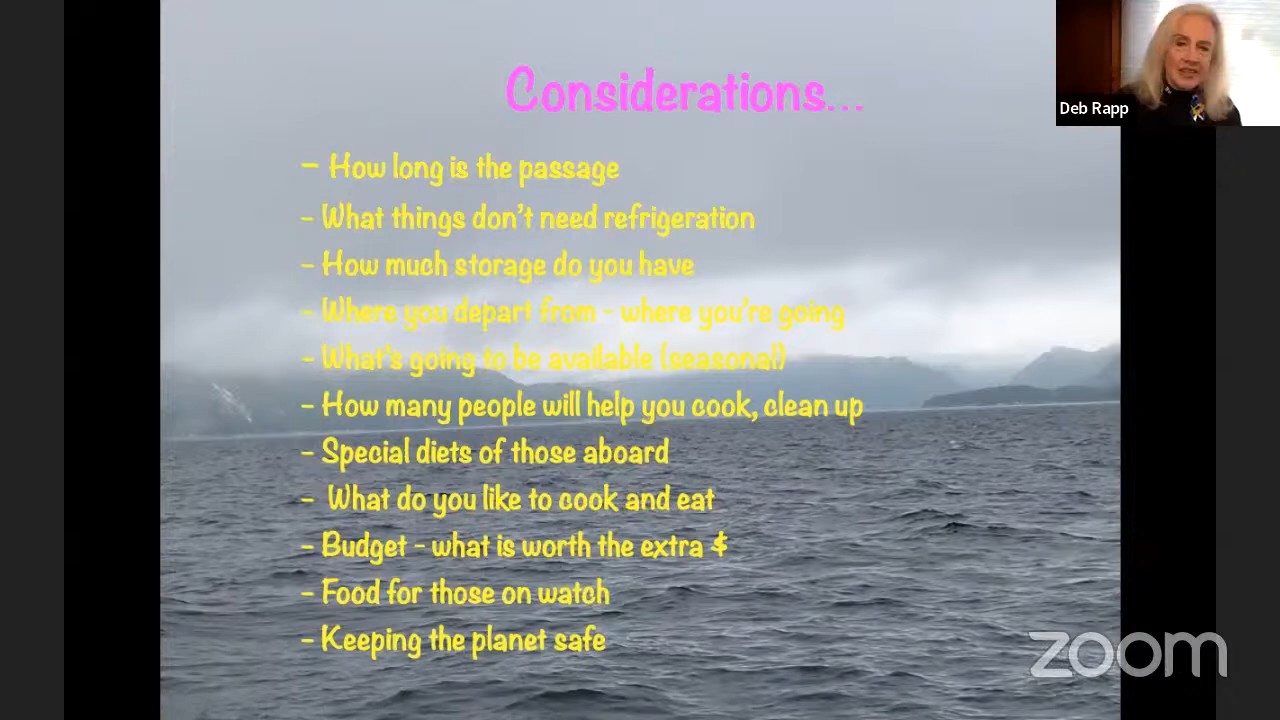 Considerations...
Deb Rapp
- How long is the passage
- What things don't need refrigeration
- How much storage do you have
- Where you depart from - where you're going
- What's going to be available (seasonal)
- How many people will help you cook, clean up
- Special diets of those aboard
- What do you like to cook and eat
- Budget - what is worth the extra $
- Food for those on watch
- Keeping the planet safe
zoom